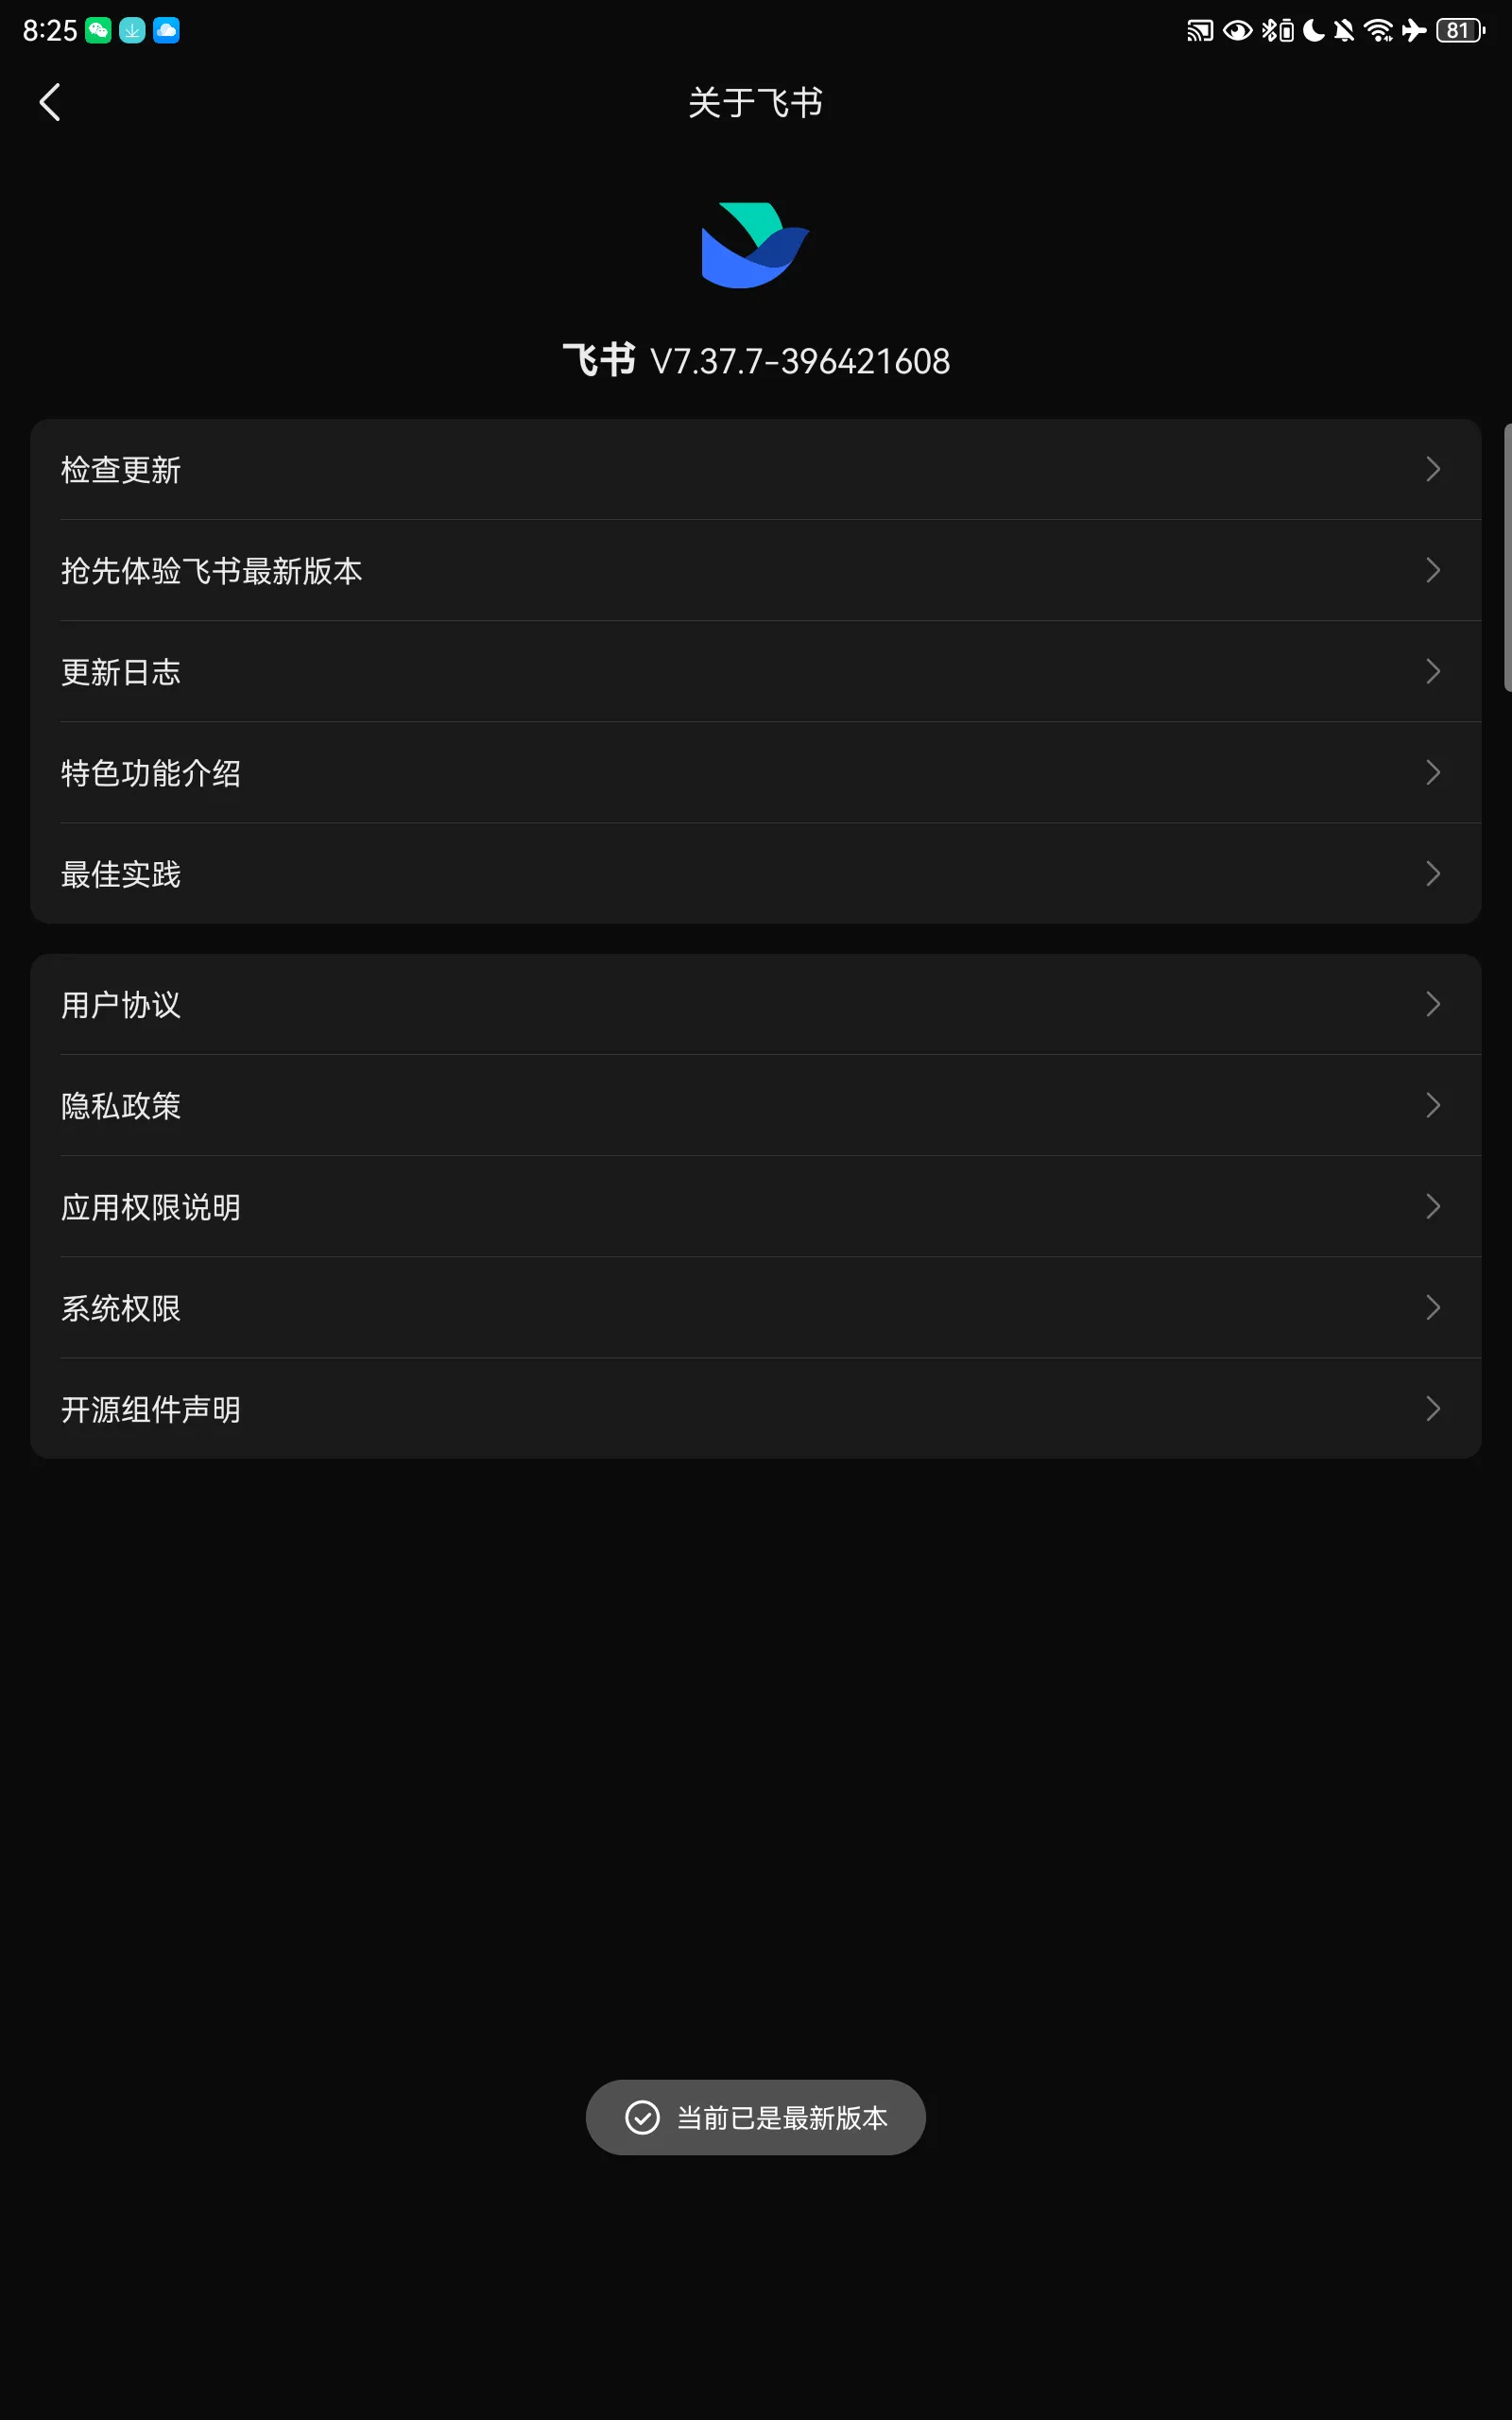 8:25
81
关于飞书
飞书 V7.37.7-396421608
检查更新
抢先体验飞书最新版本
更新日志
特色功能介绍
最佳实践
用户协议
隐私政策
应用权限说明
系统权限
开源组件声明
当前已是最新版本